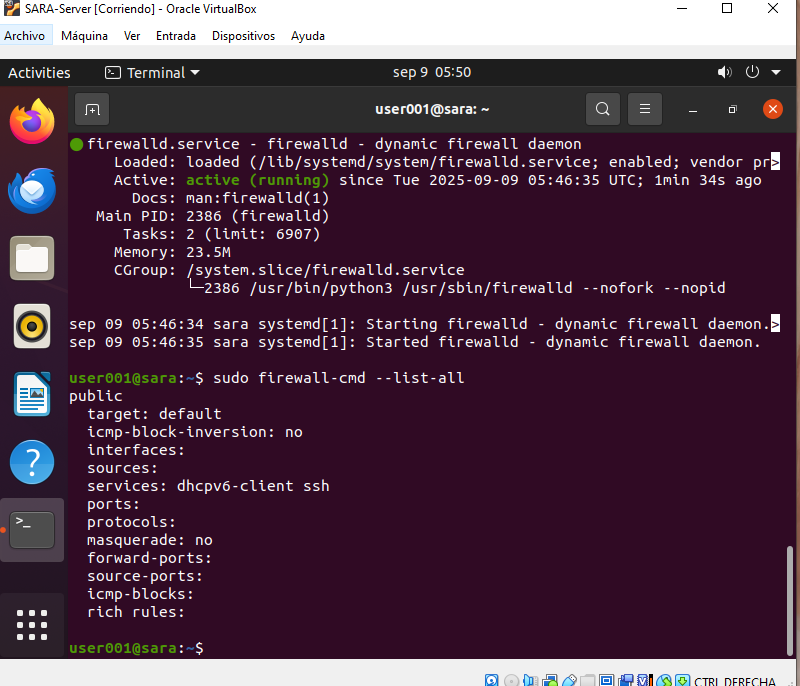 SARA-Server [Corriendo] - Oracle VirtualBox
Archivo Máquina Ver Entrada Dispositivos Ayuda
Activities Terminal sep 9 05:50
user001@sara: ~
firewalld.service - firewalld - dynamic firewall daemon
Loaded: loaded (/lib/systemd/system/firewalld.service; enabled; vendor pr>
Active: active (running) since Tue 2025-09-09 05:46:35 UTC; 1min 34s ago
Docs: man:firewalld(1)
Main PID: 2386 (firewalld)
Tasks: 2 (limit: 6907)
Memory: 23.5M
CGroup: /system.slice/firewalld.service
└─2386 /usr/bin/python3 /usr/sbin/firewalld --nofork --nopid
sep 09 05:46:34 sara systemd[1]: Starting firewalld - dynamic firewall daemon.>
sep 09 05:46:35 sara systemd[1]: Started firewalld - dynamic firewall daemon.
user001@sara:~$ sudo firewall-cmd --list-all
public
target: default
icmp-block-inversion: no
interfaces:
sources:
services: dhcpv6-client ssh
ports:
protocols:
masquerade: no
forward-ports:
source-ports:
icmp-blocks:
rich rules:
user001@sara:~$
CTRL DERECHA